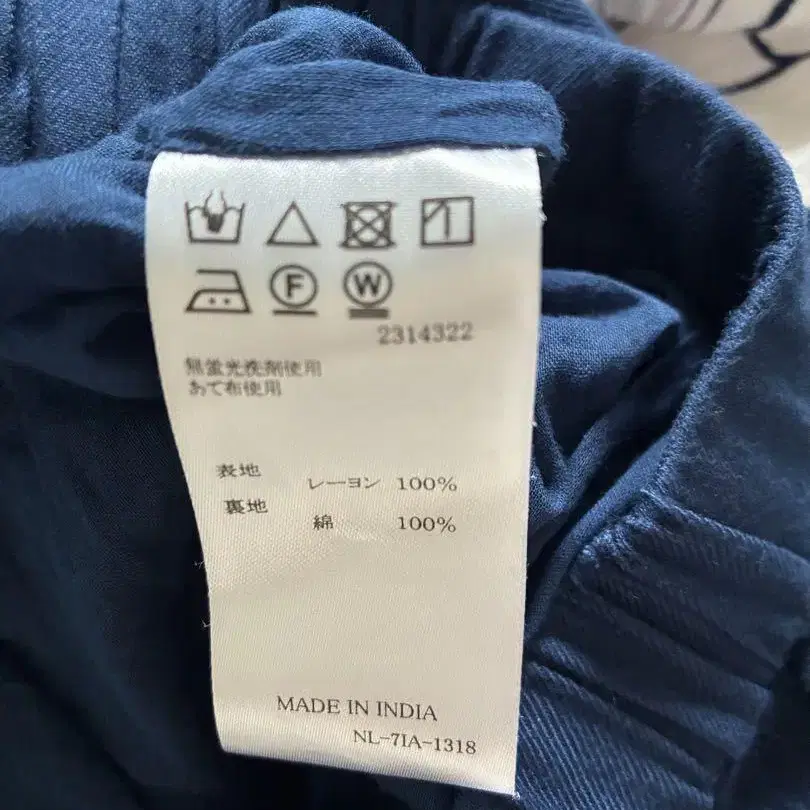 F W
2314322
無蛍光洗剤使用
あて布使用
表地 レーヨン 100%
裏地 綿 100%
MADE IN INDIA
NL-7IA-1318